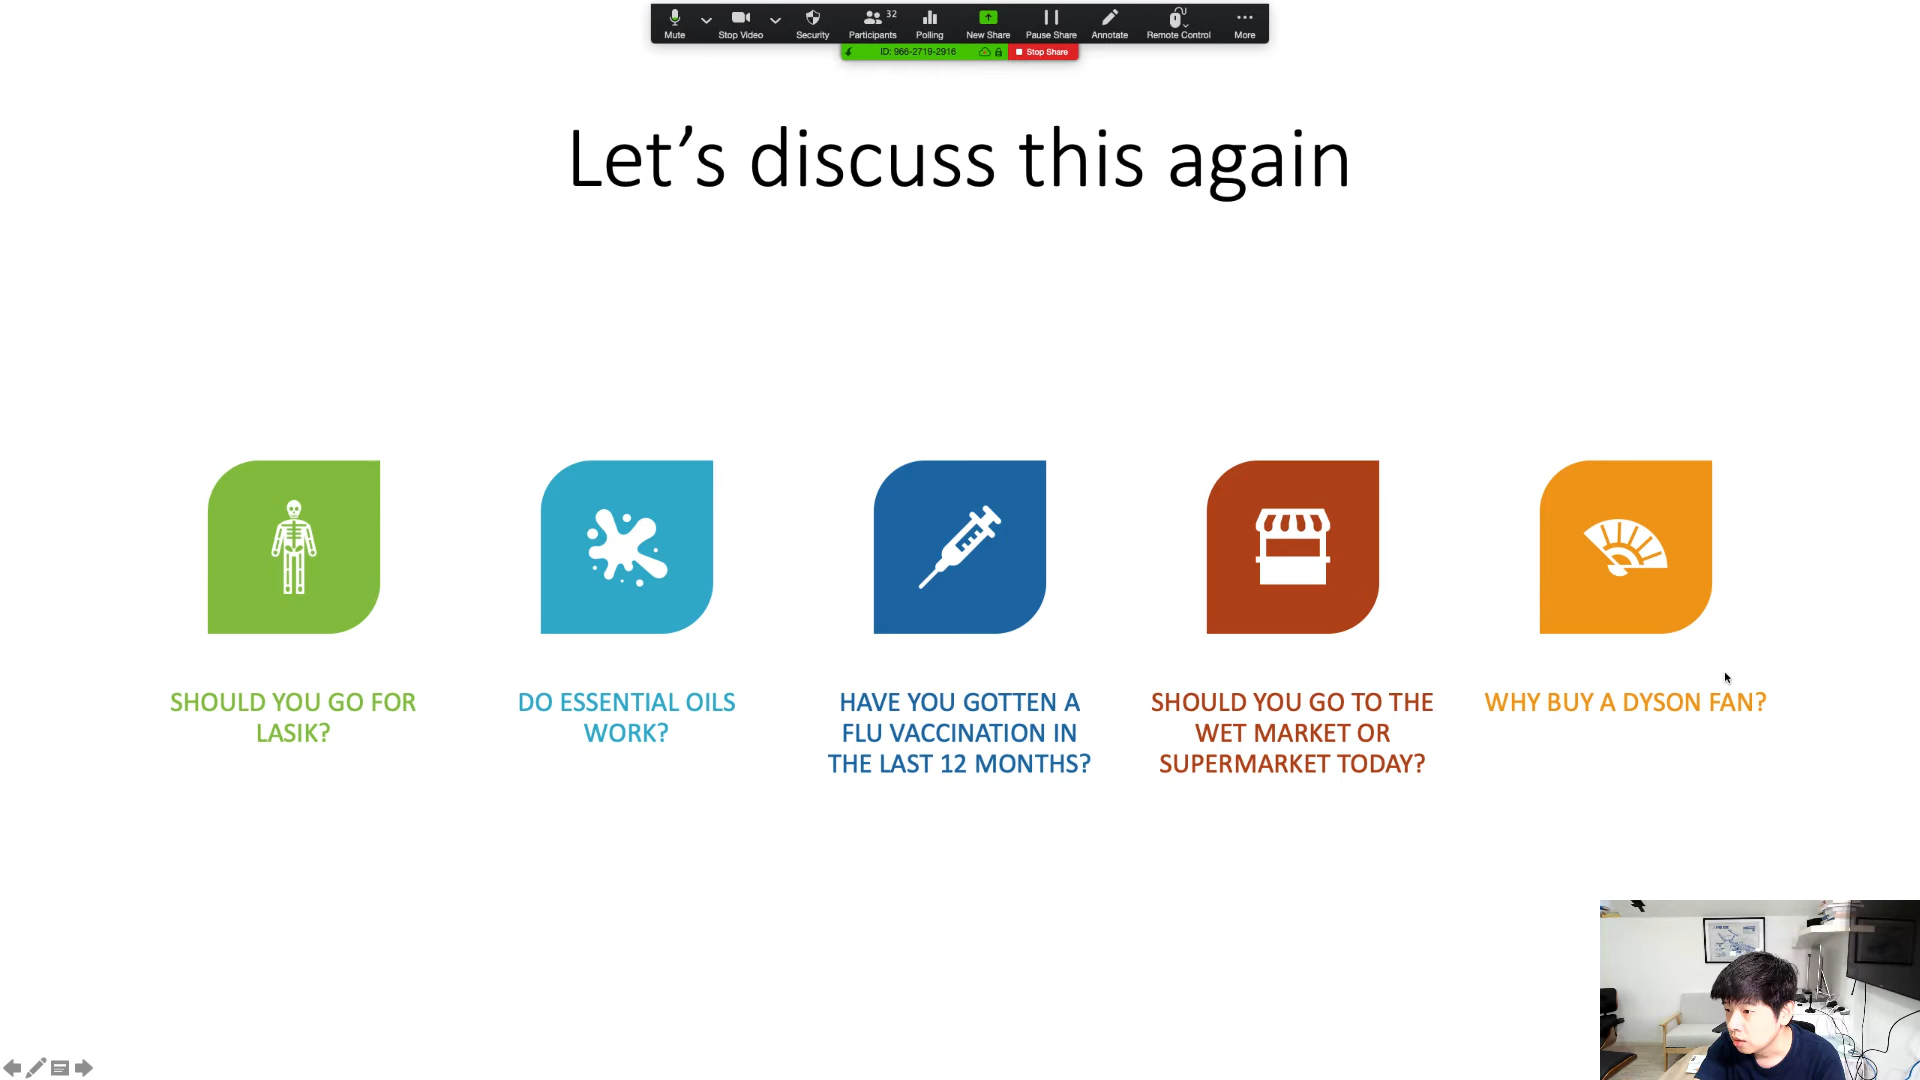 Mute
Stop Video
Security
Participants
32
Polling
New Share
Pause Share
Annotate
Remote Control
More
ID: 966-2719-2916
Stop Share
Let’s discuss this again
SHOULD YOU GO FOR
LASIK?
DO ESSENTIAL OILS
WORK?
HAVE YOU GOTTEN A
FLU VACCINATION IN
THE LAST 12 MONTHS?
SHOULD YOU GO TO THE
WET MARKET OR
SUPERMARKET TODAY?
WHY BUY A DYSON FAN?